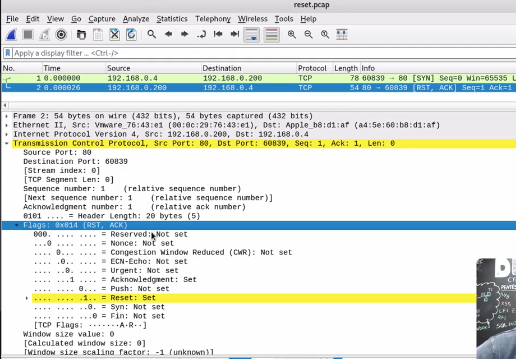 reset.pcap
File Edit View Go Capture Analyze Statistics Telephony Wireless Tools Help
Apply a display filter ... <Ctrl-/>
No. Time Source Destination Protocol Length Info
1 0.000000 192.168.0.4 192.168.0.200 TCP 78 60839 → 80 [SYN] Seq=0 Win=65535 L
2 0.000026 192.168.0.200 192.168.0.4 TCP 54 80 → 60839 [RST, ACK] Seq=1 Ack=1
Frame 2: 54 bytes on wire (432 bits), 54 bytes captured (432 bits)
Ethernet II, Src: Vmware_76:43:e1 (00:0c:29:76:43:e1), Dst: Apple_b8:d1:af (a4:5e:60:b8:d1:af)
Internet Protocol Version 4, Src: 192.168.0.200, Dst: 192.168.0.4
Transmission Control Protocol, Src Port: 80, Dst Port: 60839, Seq: 1, Ack: 1, Len: 0
Source Port: 80
Destination Port: 60839
[Stream index: 0]
[TCP Segment Len: 0]
Sequence number: 1 (relative sequence number)
[Next sequence number: 1 (relative sequence number)]
Acknowledgment number: 1 (relative ack number)
0101 .... = Header Length: 20 bytes (5)
Flags: 0x014 (RST, ACK)
000. .... .... = Reserved: Not set
...0 .... .... = Nonce: Not set
.... 0... .... = Congestion Window Reduced (CWR): Not set
.... .0.. .... = ECN-Echo: Not set
.... ..0. .... = Urgent: Not set
.... ...1 .... = Acknowledgment: Set
.... .... 0... = Push: Not set
.... .... .1.. = Reset: Set
.... .... ..0. = Syn: Not set
.... .... ...0 = Fin: Not set
[TCP Flags: ·······A·R··]
Window size value: 0
[Calculated window size: 0]
[Window size scaling factor: -1 (unknown)]